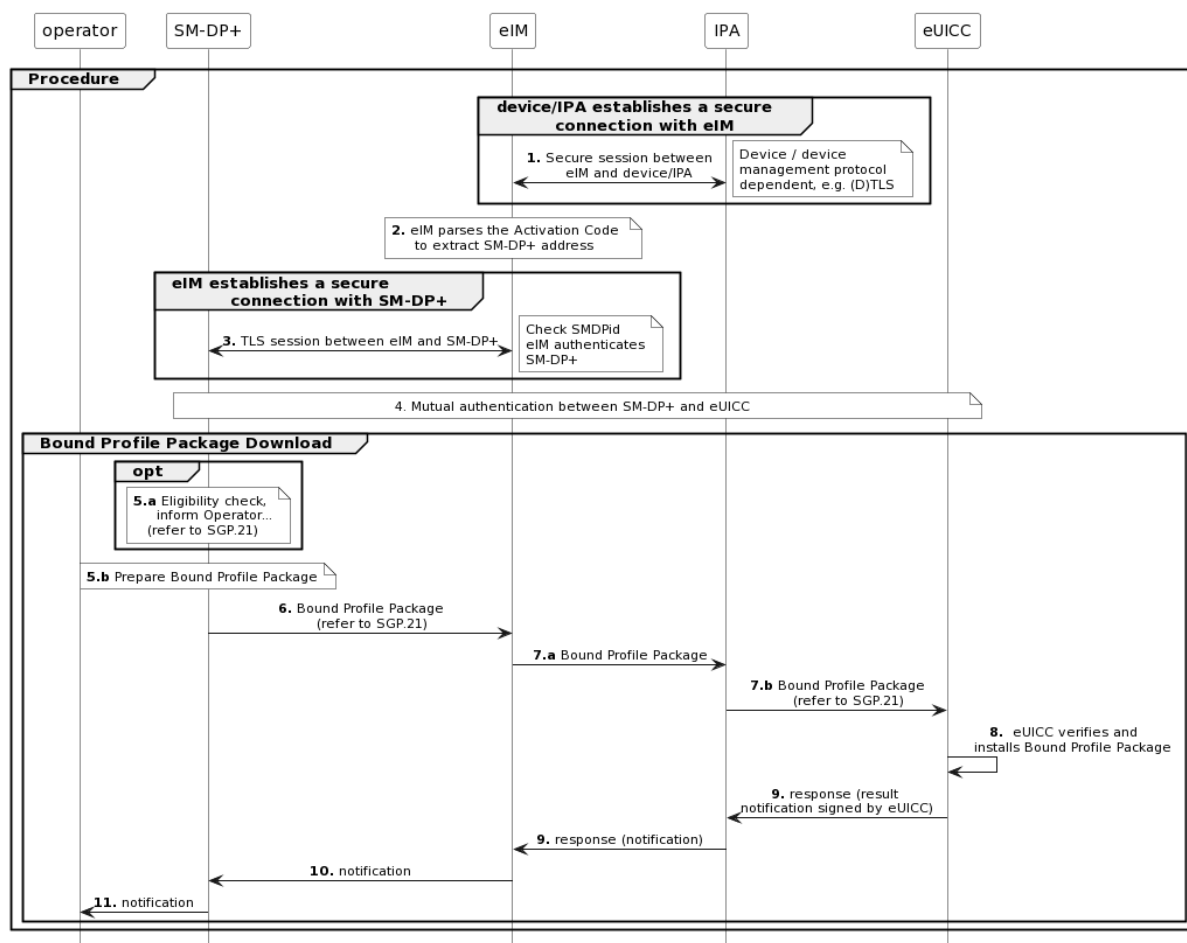 operator
SM-DP+
eIM
IPA
eUICC
Procedure
device/IPA establishes a secure
connection with eIM
1. Secure session between
eIM and device/IPA
Device / device
management protocol
dependent, e.g. (D)TLS
2. eIM parses the Activation Code
to extract SM-DP+ address
eIM establishes a secure
connection with SM-DP+
3. TLS session between eIM and SM-DP+
Check SMDPid
eIM authenticates
SM-DP+
4. Mutual authentication between SM-DP+ and eUICC
Bound Profile Package Download
opt
5.a Eligibility check,
inform Operator...
(refer to SGP.21)
5.b Prepare Bound Profile Package
6. Bound Profile Package
(refer to SGP.21)
7.a Bound Profile Package
7.b Bound Profile Package
(refer to SGP.21)
8. eUICC verifies and
installs Bound Profile Package
9. response (result
notification signed by eUICC)
9. response (notification)
10. notification
11. notification